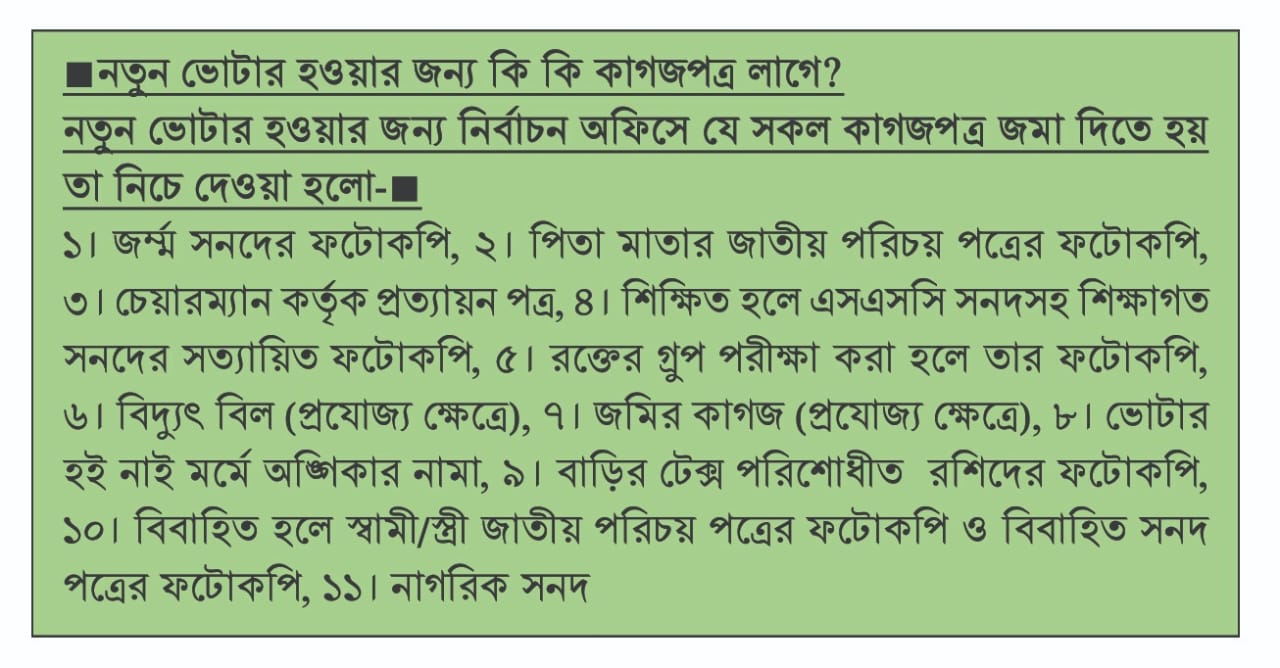 ■নতুন ভোটার হওয়ার জন্য কি কি কাগজপত্র লাগে?
নতুন ভোটার হওয়ার জন্য নির্বাচন অফিসে যে সকল কাগজপত্র জমা দিতে হয়
তা নিচে দেওয়া হলো-■
১। জর্ম্ম সনদের ফটোকপি, ২। পিতা মাতার জাতীয় পরিচয় পত্রের ফটোকপি,
৩। চেয়ারম্যান কর্তৃক প্রত্যায়ন পত্র, ৪। শিক্ষিত হলে এসএসসি সনদসহ শিক্ষাগত
সনদের সত্যায়িত ফটোকপি, ৫। রক্তের গ্রুপ পরীক্ষা করা হলে তার ফটোকপি,
৬। বিদ্যুৎ বিল (প্রযোজ্য ক্ষেত্রে), ৭। জমির কাগজ (প্রযোজ্য ক্ষেত্রে), ৮। ভোটার
হই নাই মর্মে অঙ্গিকার নামা, ৯। বাড়ির টেক্স পরিশোধীত রশিদের ফটোকপি,
১০। বিবাহিত হলে স্বামী/স্ত্রী জাতীয় পরিচয় পত্রের ফটোকপি ও বিবাহিত সনদ
পত্রের ফটোকপি, ১১। নাগরিক সনদ